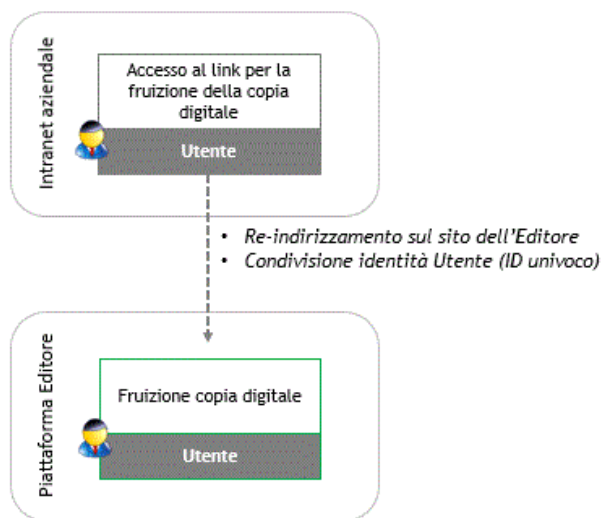 Intranet aziendale
Accesso al link per la
fruizione della copia
digitale
Utente
• Re-indirizzamento sul sito dell'Editore
• Condivisione identità Utente (ID univoco)
Piattaforma Editore
Fruizione copia digitale
Utente